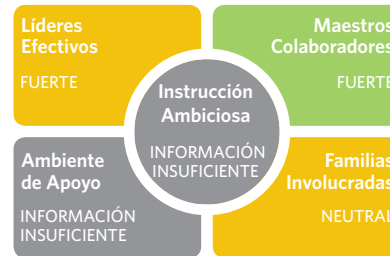 Líderes
Efectivos
FUERTE
Maestros
Colaboradores
FUERTE
Instrucción
Ambiciosa
INFORMACIÓN
INSUFICIENTE
Ambiente
de Apoyo
INFORMACIÓN
INSUFICIENTE
Familias
Involucradas
NEUTRAL